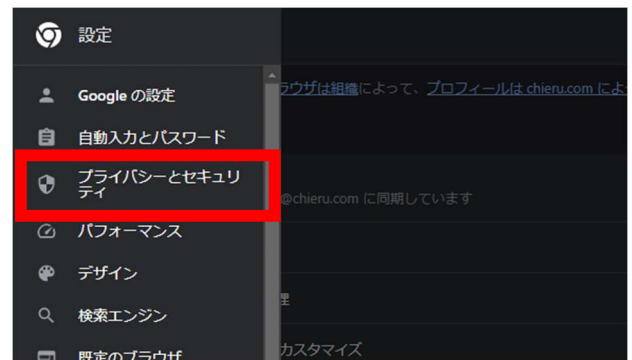 設定
Google の設定
ラウザは組織によって、プロフィールは chieru.com によ
自動入力とパスワード
プライバシーとセキュリ
ティ
@chieru.com に同期しています
パフォーマンス
デザイン
理
検索エンジン
カスタマイズ
既定のブラウザ